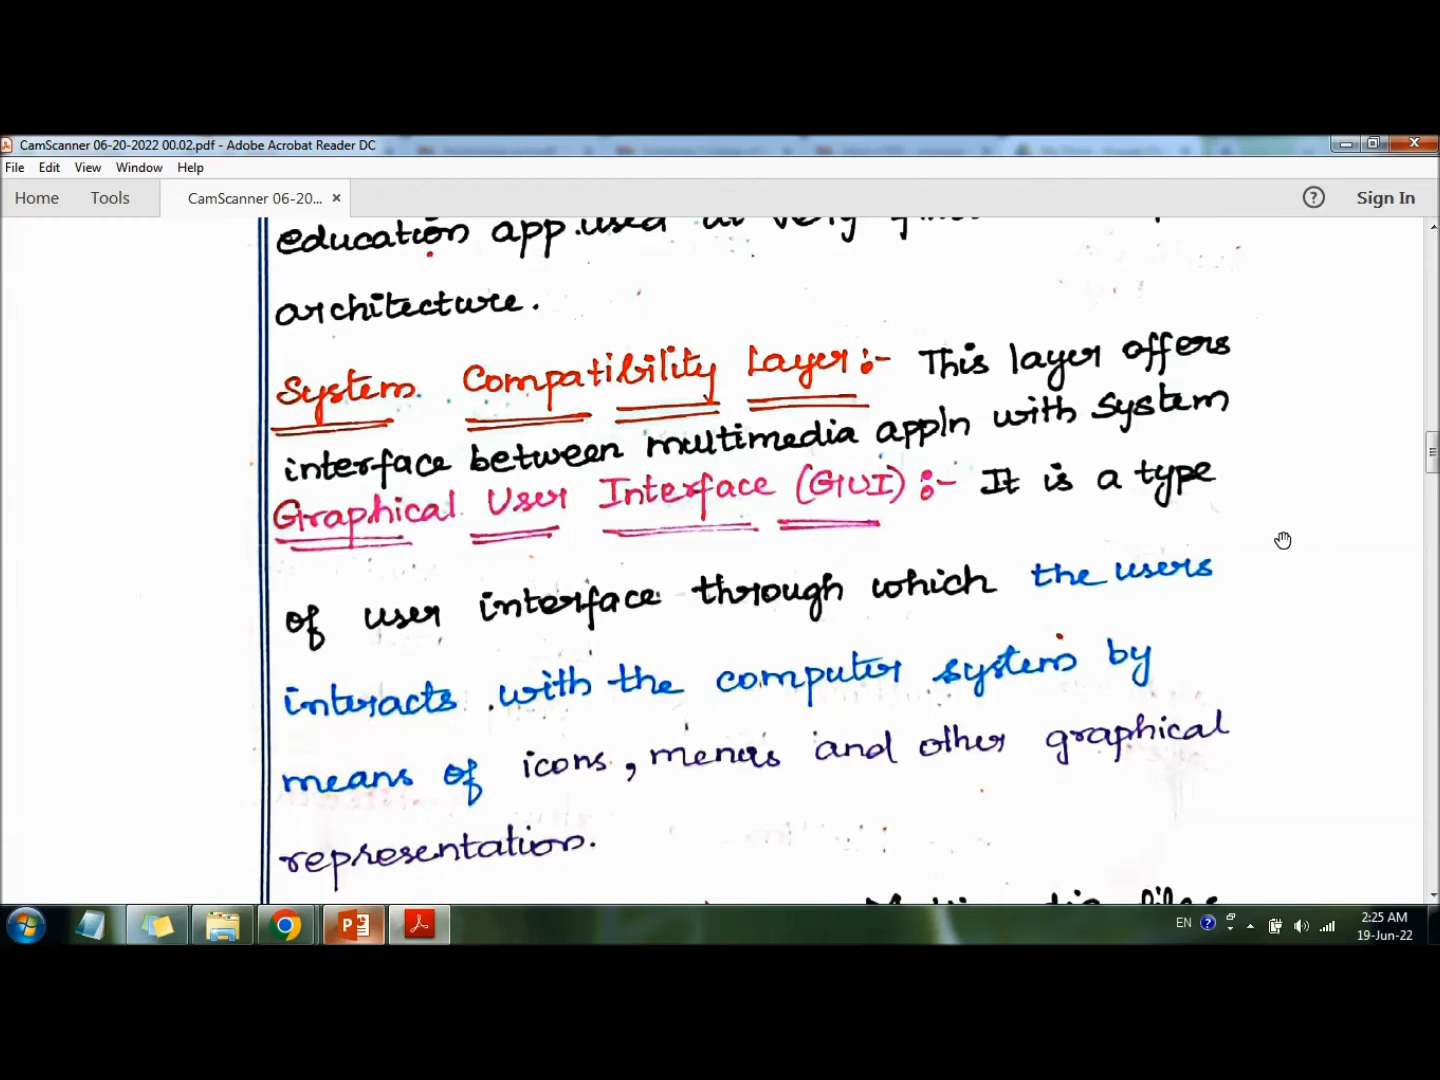 CamScanner 06-20-2022 00.02.pdf - Adobe Acrobat Reader DC
File Edit View Window Help
Home Tools CamScanner 06-20... × ? Sign In
education app.used at very
architecture.
System Compatibility Layer:- This layer offers
interface between multimedia appln with system
Graphical User Interface (GUI):- It is a type
of user interface through which the users
interacts with the computer system by
means of icons, menus and other graphical
representation.
EN
2:25 AM
19-Jun-22